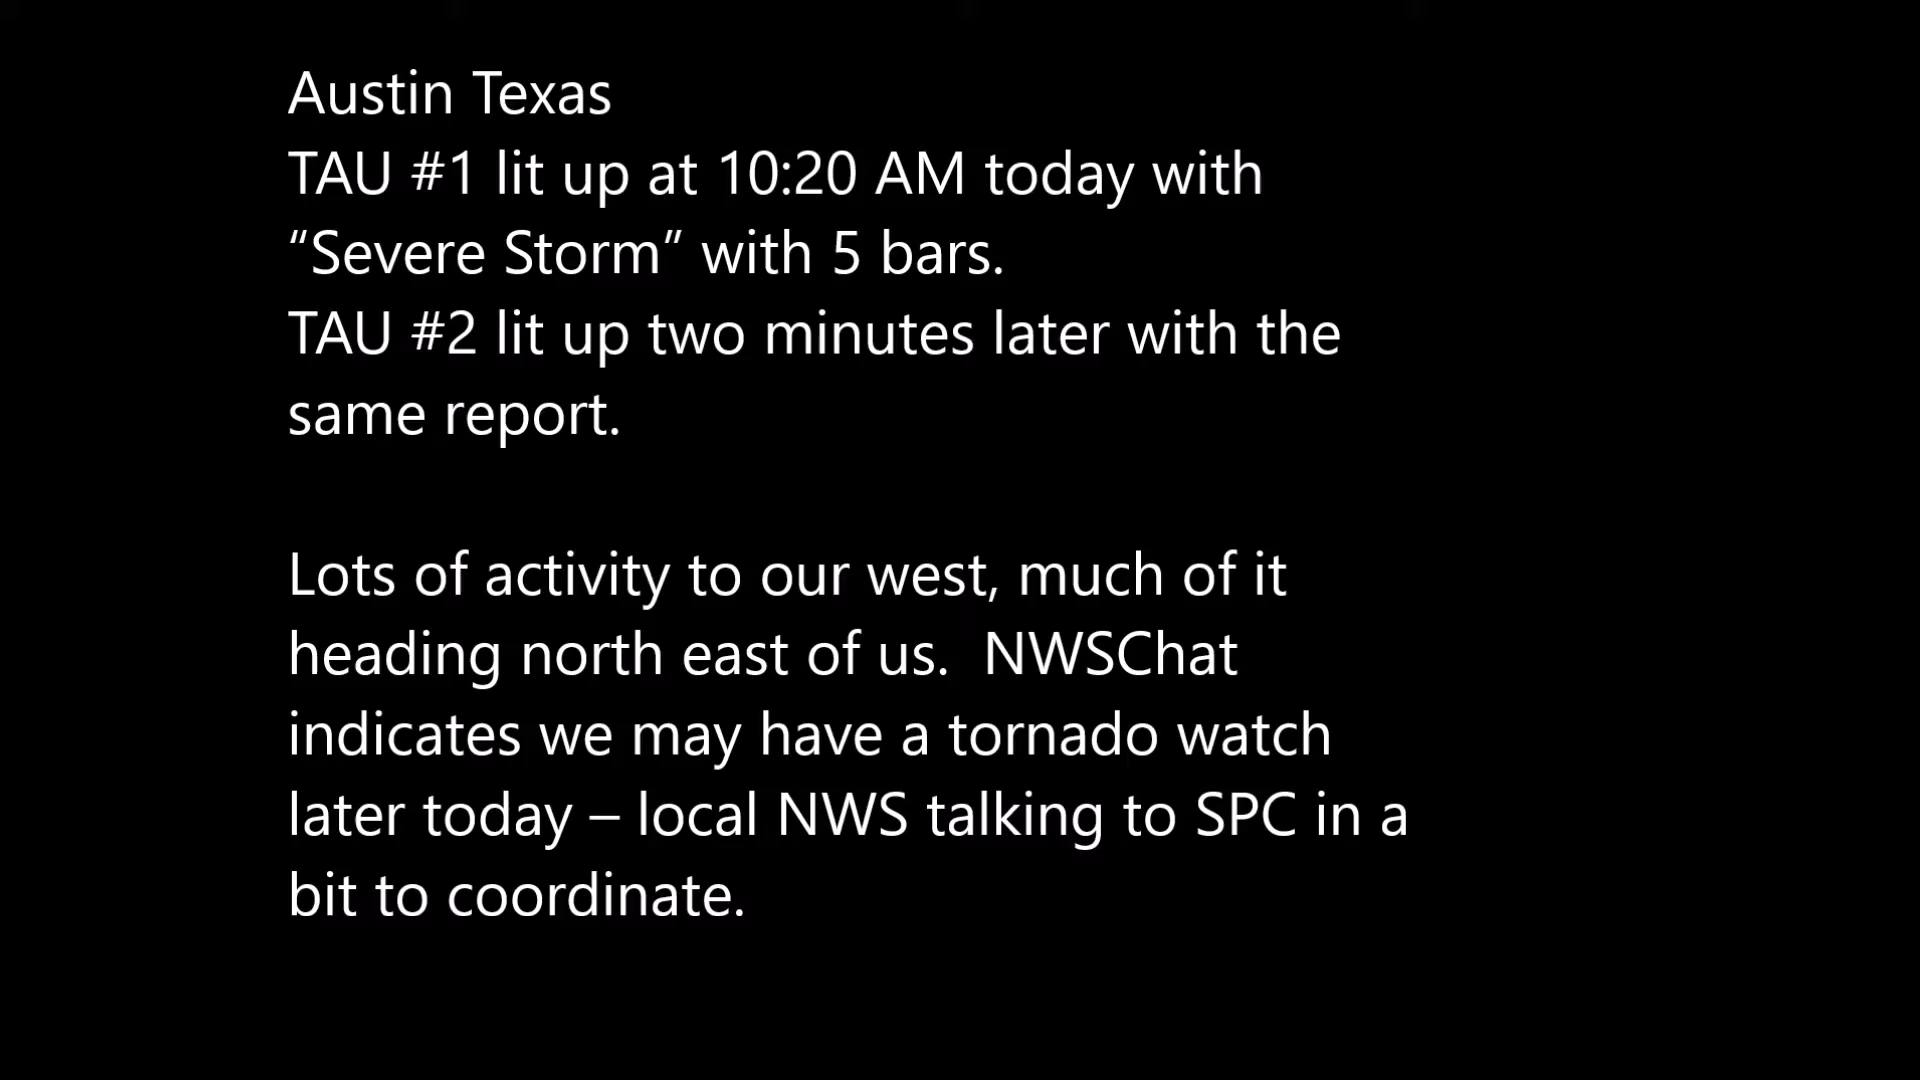 Austin Texas
TAU #1 lit up at 10:20 AM today with
“Severe Storm” with 5 bars.
TAU #2 lit up two minutes later with the
same report.
Lots of activity to our west, much of it
heading north east of us.  NWSChat
indicates we may have a tornado watch
later today – local NWS talking to SPC in a
bit to coordinate.